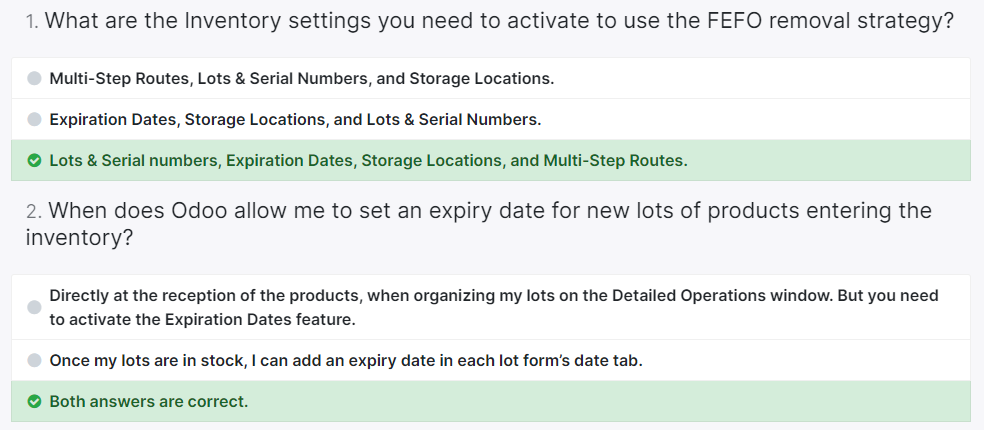 1. What are the Inventory settings you need to activate to use the FEFO removal strategy?
Multi-Step Routes, Lots & Serial Numbers, and Storage Locations.
Expiration Dates, Storage Locations, and Lots & Serial Numbers.
Lots & Serial numbers, Expiration Dates, Storage Locations, and Multi-Step Routes.
2. When does Odoo allow me to set an expiry date for new lots of products entering the
inventory?
Directly at the reception of the products, when organizing my lots on the Detailed Operations window. But you need
to activate the Expiration Dates feature.
Once my lots are in stock, I can add an expiry date in each lot form’s date tab.
Both answers are correct.